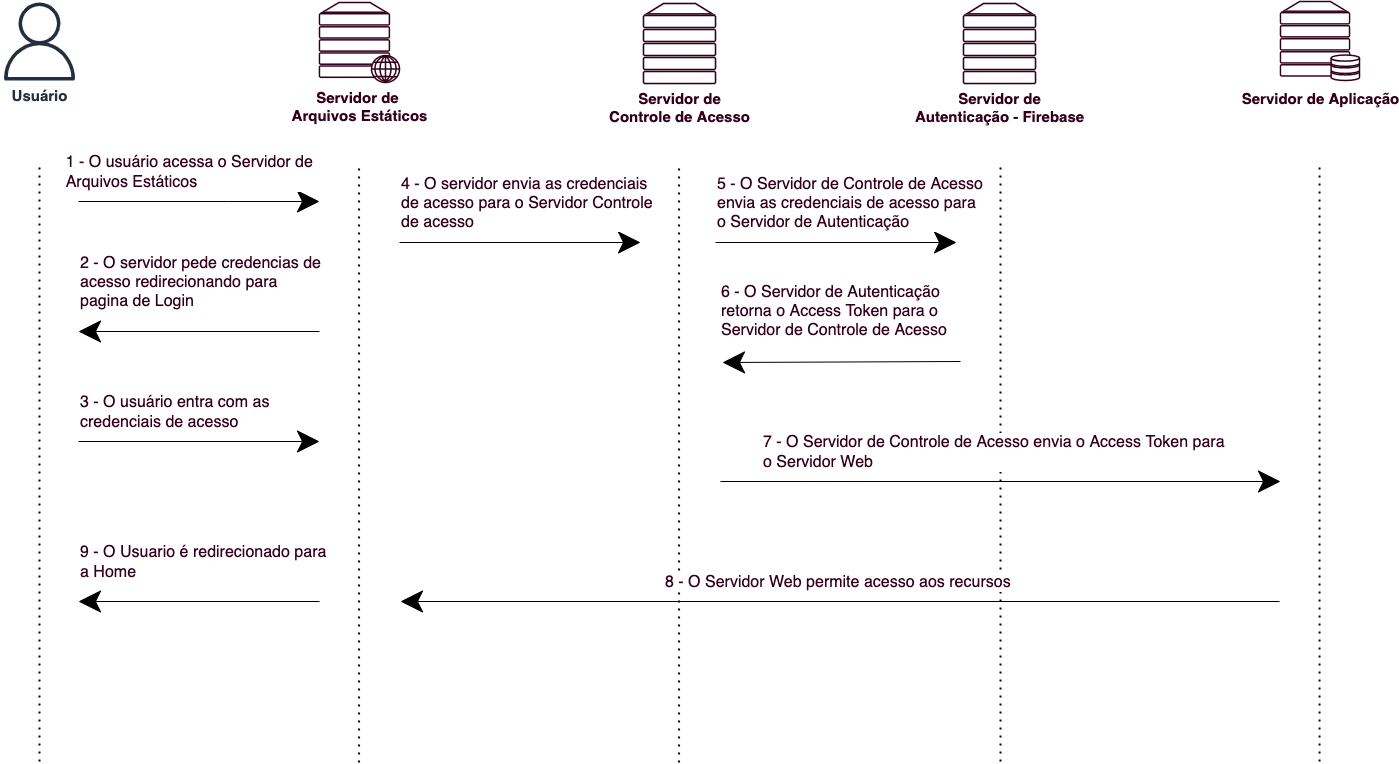 Usuário
Servidor de
Arquivos Estáticos
Servidor de
Controle de Acesso
Servidor de
Autenticação - Firebase
Servidor de Aplicação
1 - O usuário acessa o Servidor de
Arquivos Estáticos
2 - O servidor pede credencias de
acesso redirecionando para
pagina de Login
3 - O usuário entra com as
credenciais de acesso
4 - O servidor envia as credenciais
de acesso para o Servidor Controle
de acesso
5 - O Servidor de Controle de Acesso
envia as credenciais de acesso para
o Servidor de Autenticação
6 - O Servidor de Autenticação
retorna o Access Token para o
Servidor de Controle de Acesso
7 - O Servidor de Controle de Acesso envia o Access Token para
o Servidor Web
8 - O Servidor Web permite acesso aos recursos
9 - O Usuario é redirecionado para
a Home